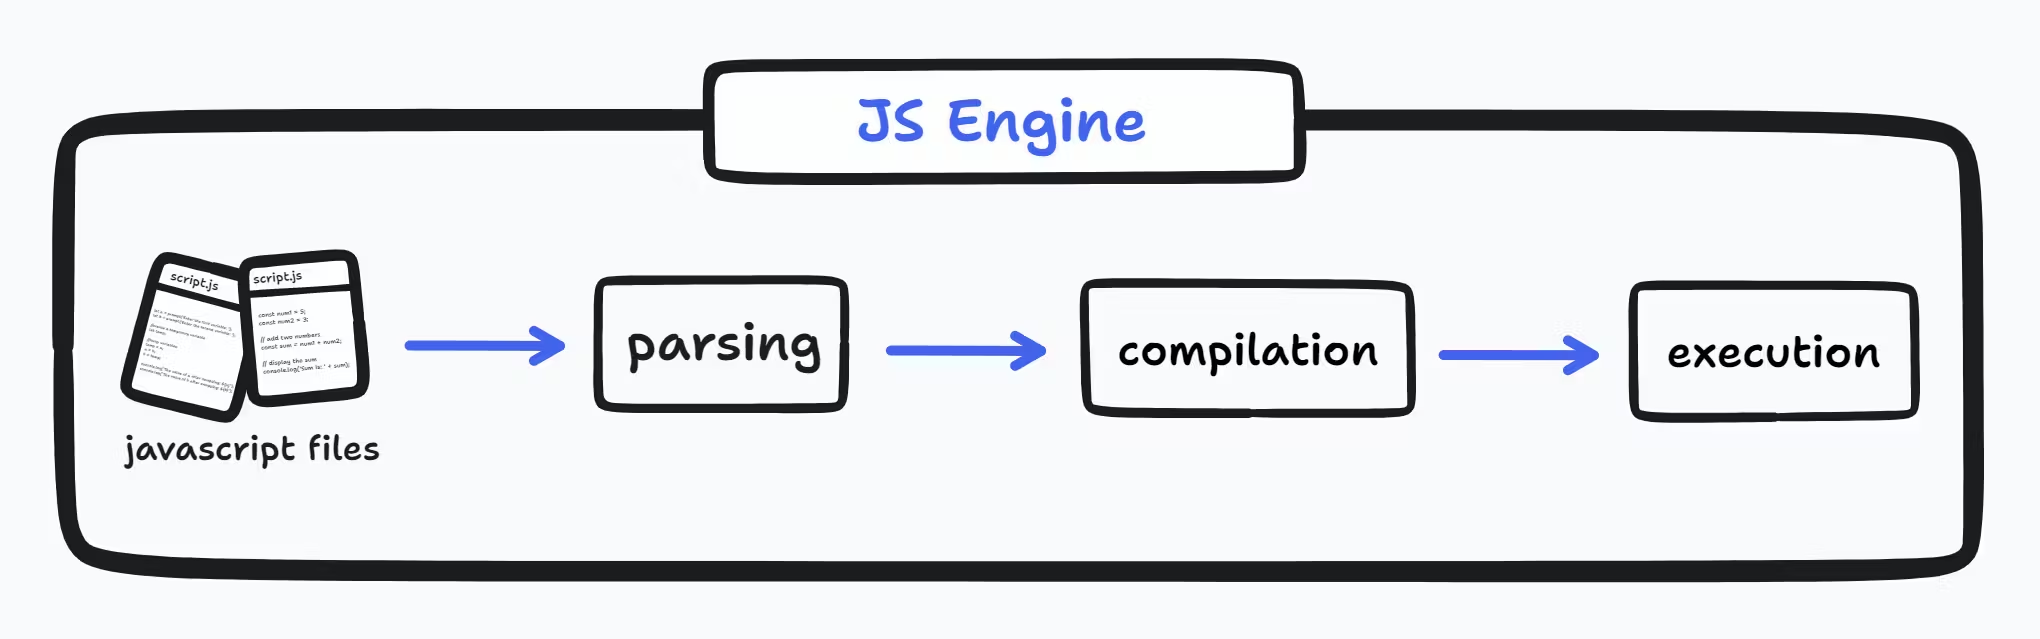 JS Engine
script.js
script.js
const num1 = 5;
const num2 = 3;
// add two numbers
const sum = num1 + num2;
// display the sum
console.log("Sum is: " + sum);
parsing
compilation
execution
javascript files